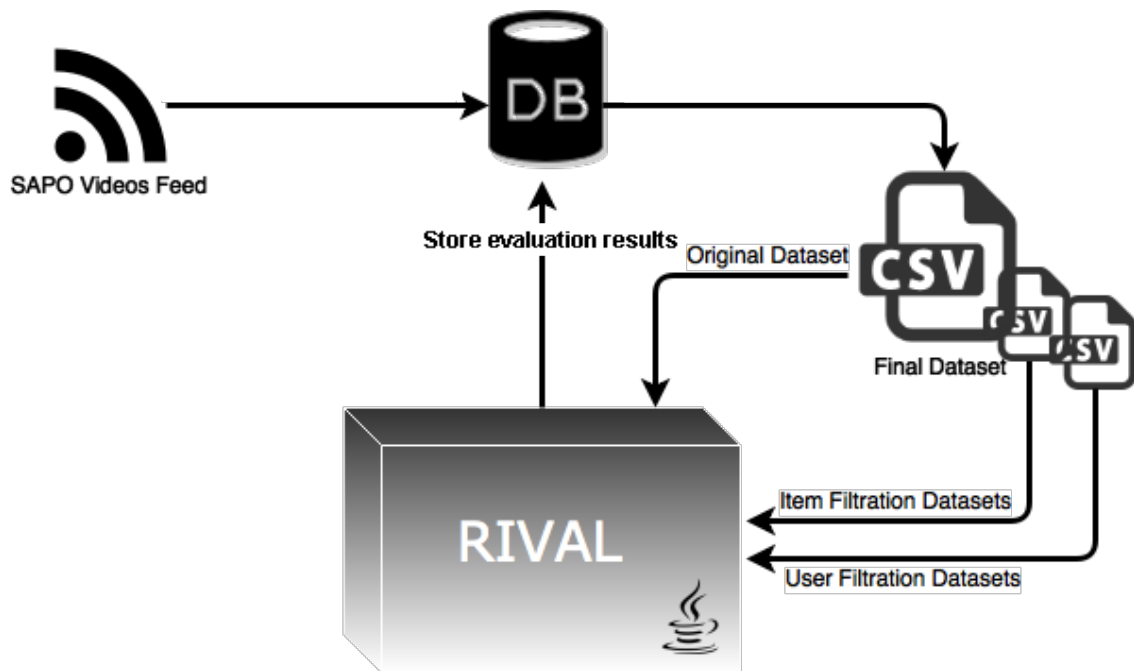 DB
SAPO Videos Feed
Store evaluation results
Original Dataset
CSV
CSV
CSV
Final Dataset
Item Filtration Datasets
RIVAL
User Filtration Datasets